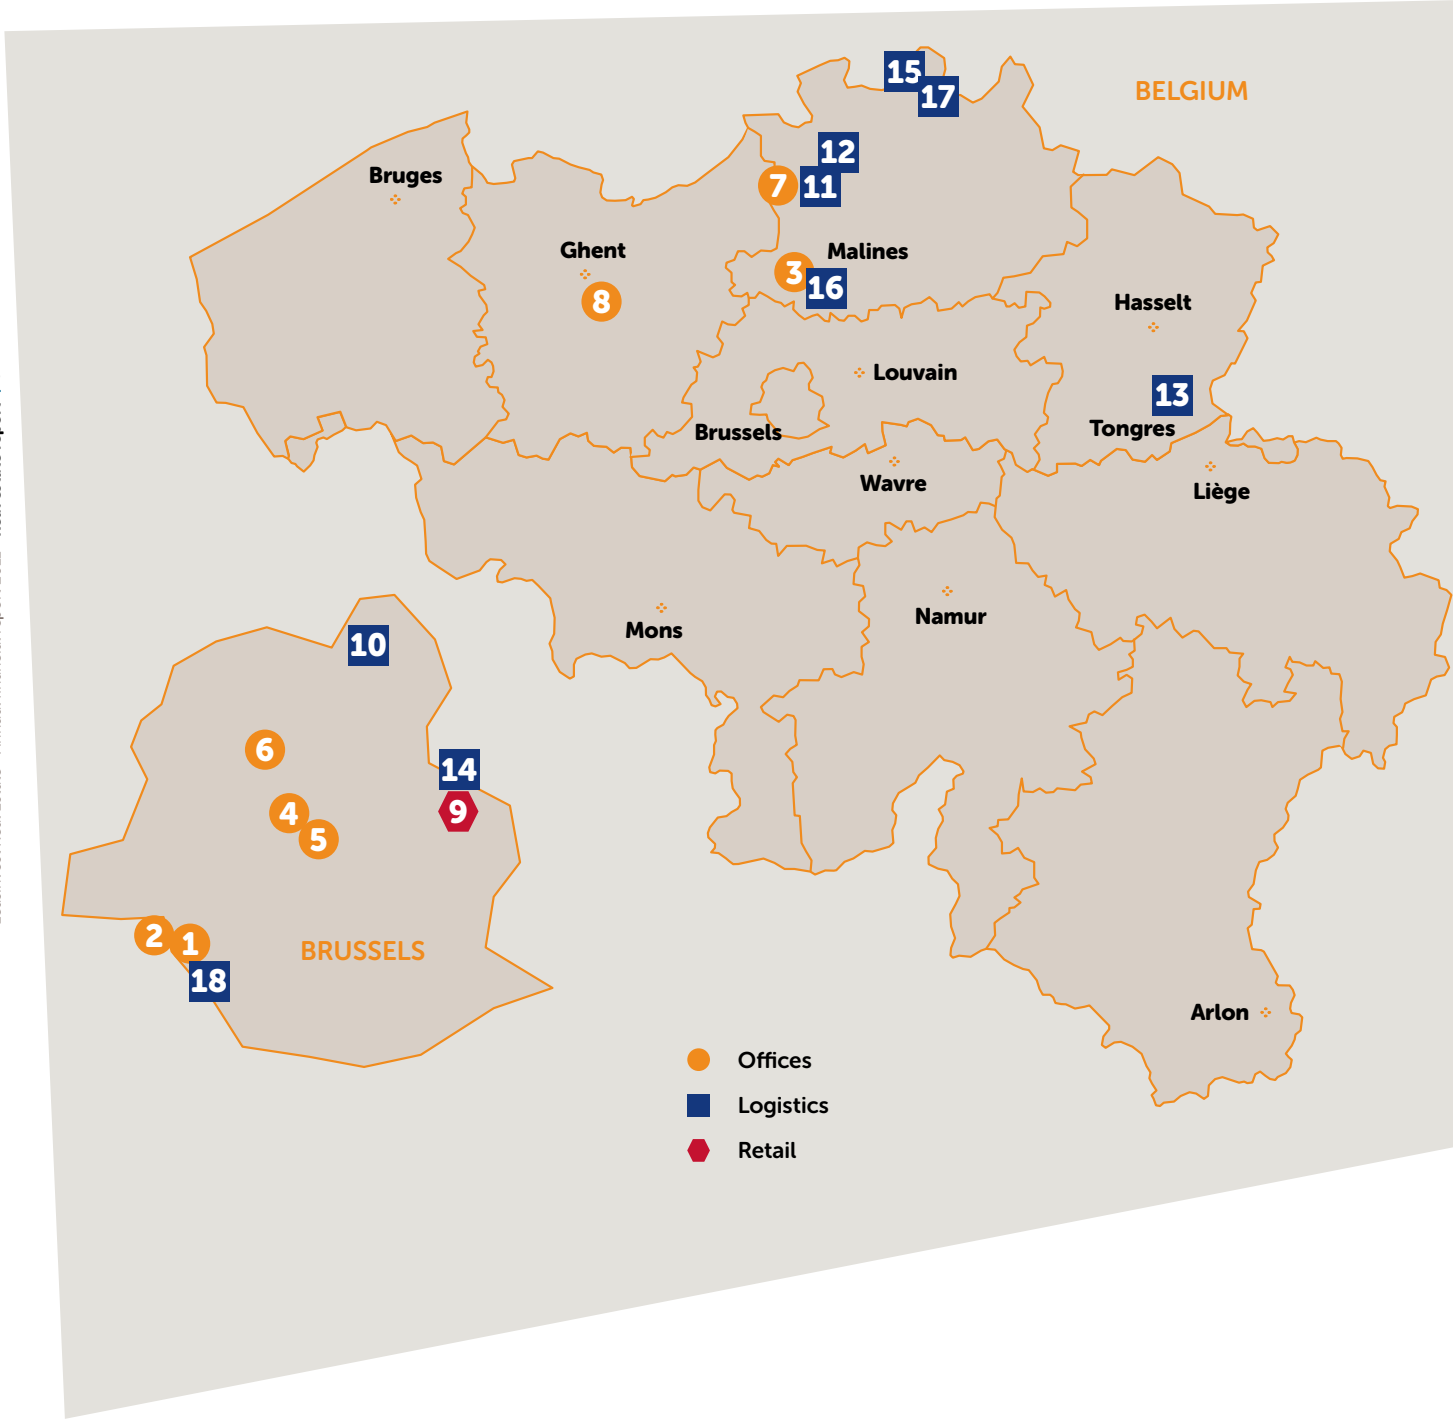 15
BELGIUM
17
12
Bruges
7
11
Ghent
Malines
3
16
8
Hasselt
Louvain
13
Brussels
Tongres
Wavre
Liège
Namur
Mons
10
6
14
4
9
5
2
1
BRUSSELS
18
Arlon
Offices
Logistics
Retail